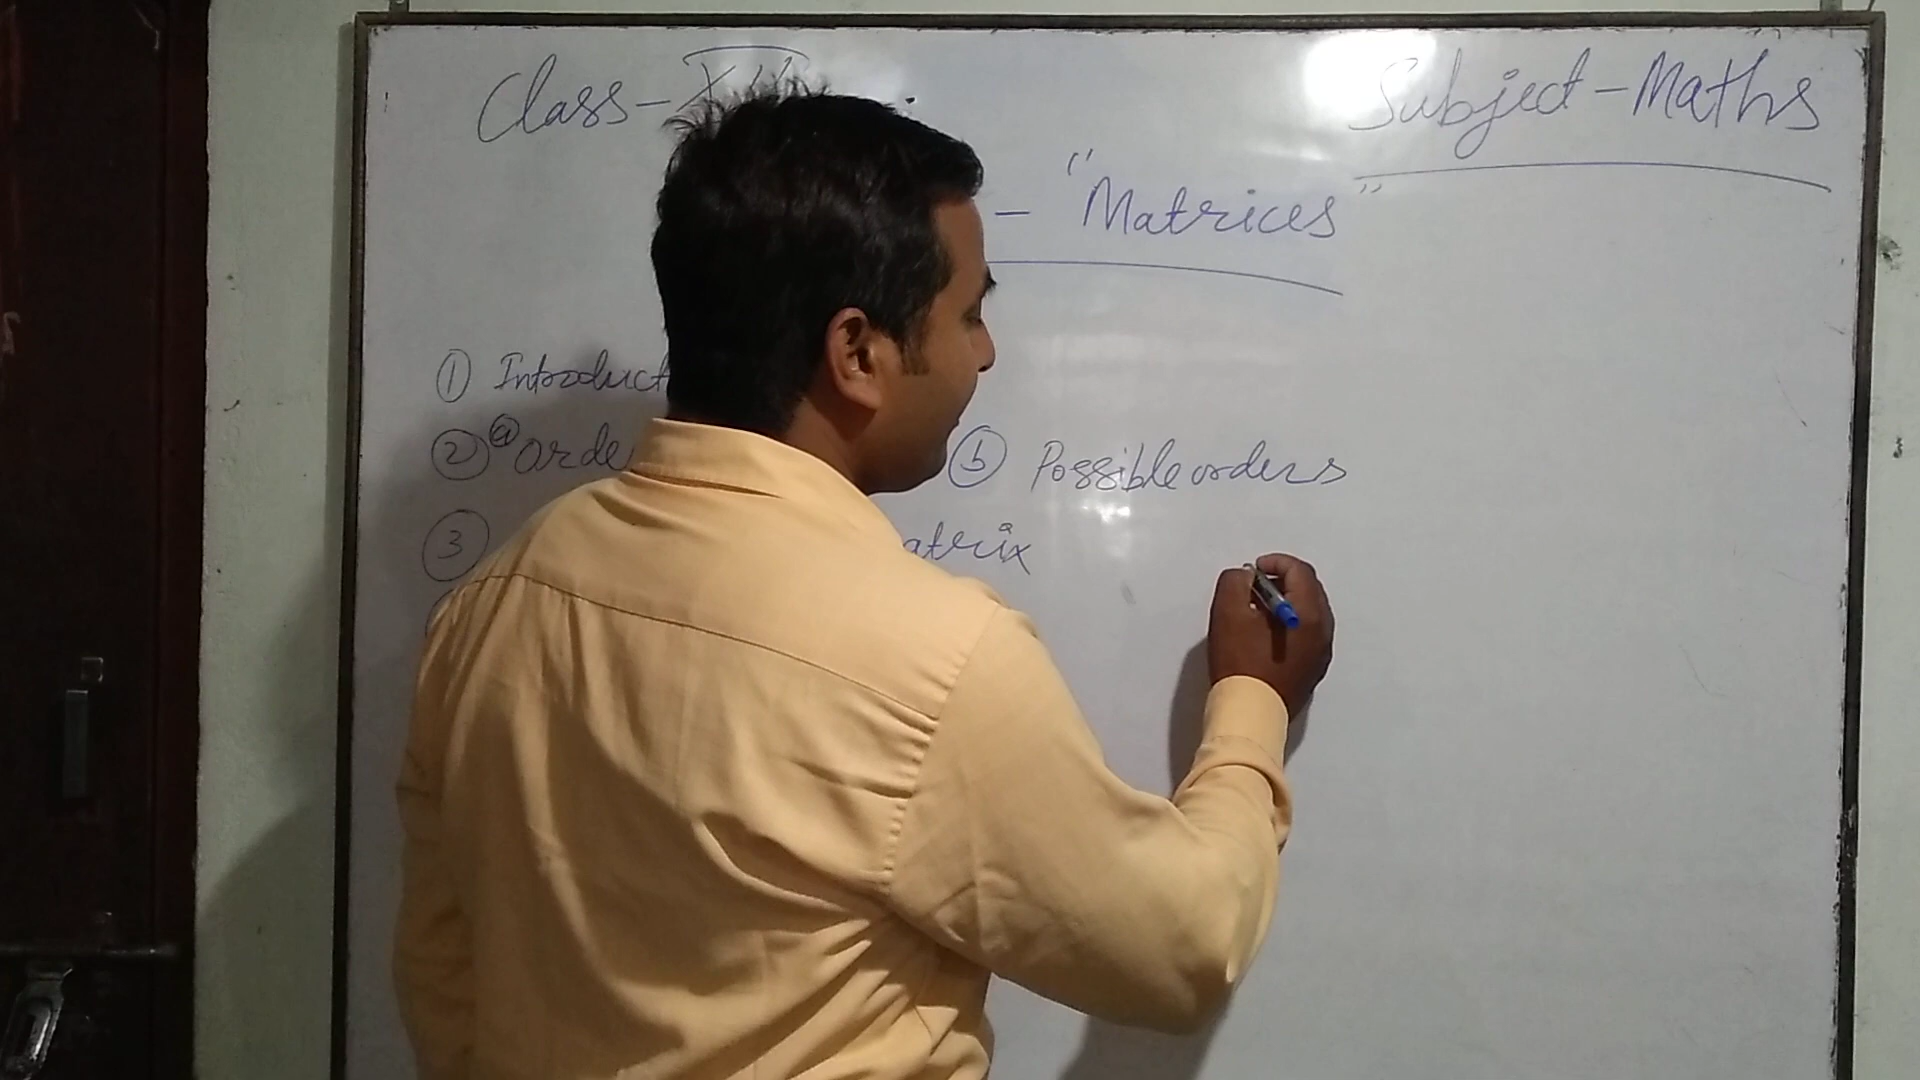 Class - XII Subject - Maths
- "Matrices"
① Introduct
② ⓐ orde ⓑ Possible orders
③ atrix